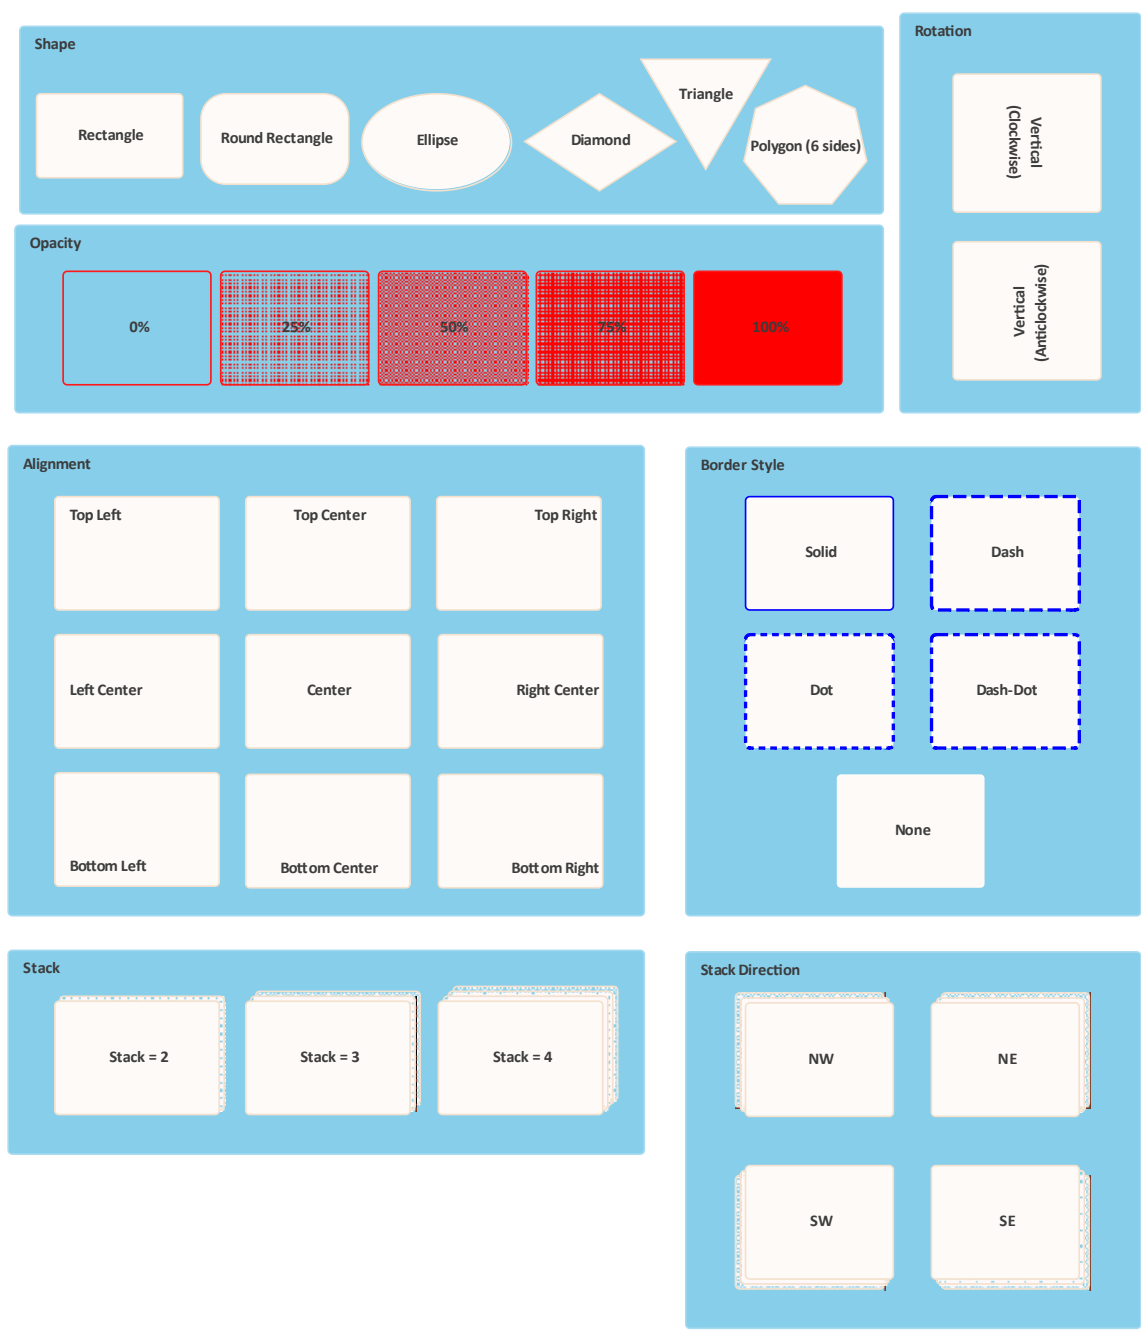 Shape
Rectangle
Round Rectangle
Ellipse
Diamond
Triangle
Polygon (6 sides)
Rotation
Vertical
(Clockwise)
Vertical
(Anticlockwise)
Opacity
0%
25%
50%
75%
100%
Alignment
Top Left
Top Center
Top Right
Left Center
Center
Right Center
Bottom Left
Bottom Center
Bottom Right
Border Style
Solid
Dash
Dot
Dash-Dot
None
Stack
Stack = 2
Stack = 3
Stack = 4
Stack Direction
NW
NE
SW
SE